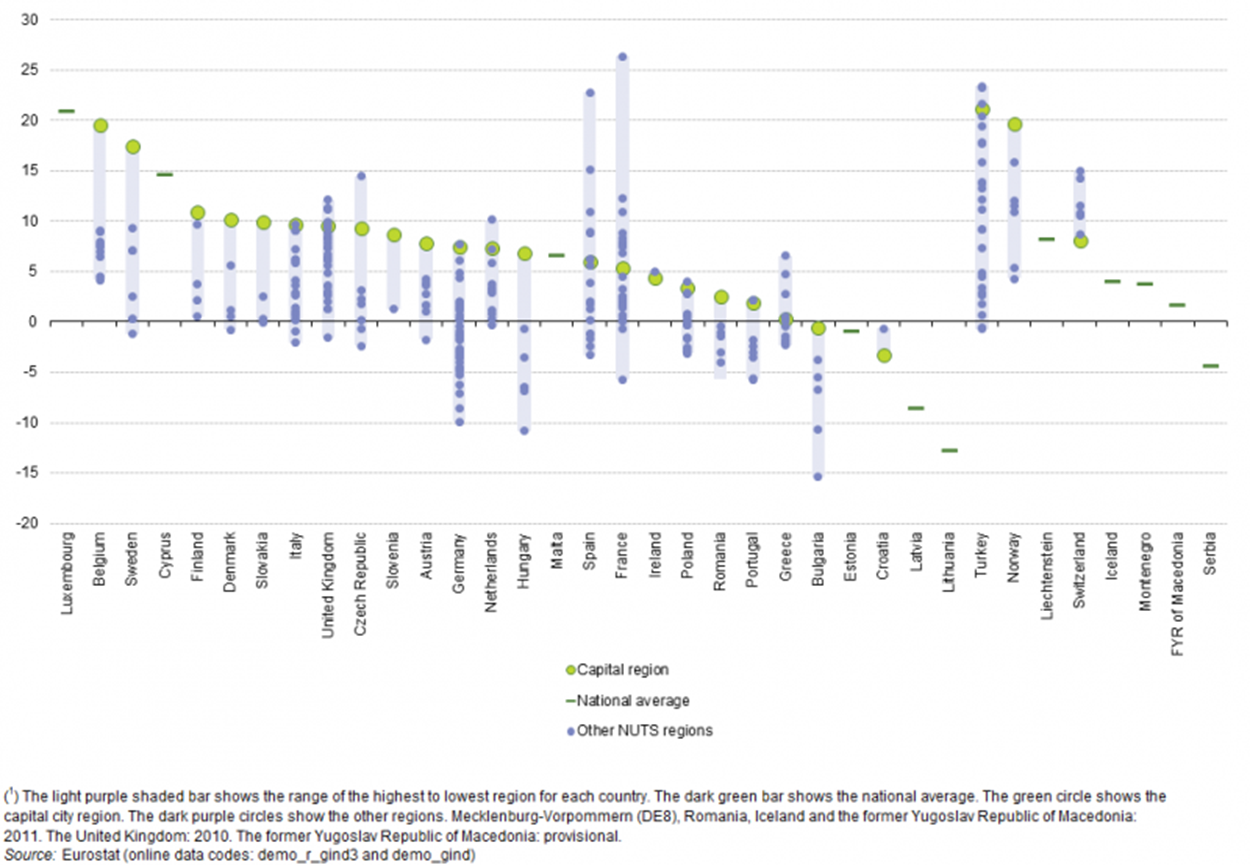 30
25
20
15
10
5
0
-5
-10
-15
-20
Luxembourg
Belgium
Sweden
Cyprus
Finland
Denmark
Slovakia
Italy
United Kingdom
Czech Republic
Slovenia
Austria
Germany
Netherlands
Hungary
Malta
Spain
France
Ireland
Poland
Romania
Portugal
Greece
Bulgaria
Estonia
Croatia
Latvia
Lithuania
Turkey
Norway
Liechtenstein
Switzerland
Iceland
Montenegro
FYR of Macedonia
Serbia
Capital region
National average
Other NUTS regions
(¹) The light purple shaded bar shows the range of the highest to lowest region for each country. The dark green bar shows the national average. The green circle shows the
capital city region. The dark purple circles show the other regions. Mecklenburg-Vorpommern (DE8), Romania, Iceland and the former Yugoslav Republic of Macedonia:
2011. The United Kingdom: 2010. The former Yugoslav Republic of Macedonia: provisional.
Source: Eurostat (online data codes: demo_r_gind3 and demo_gind)